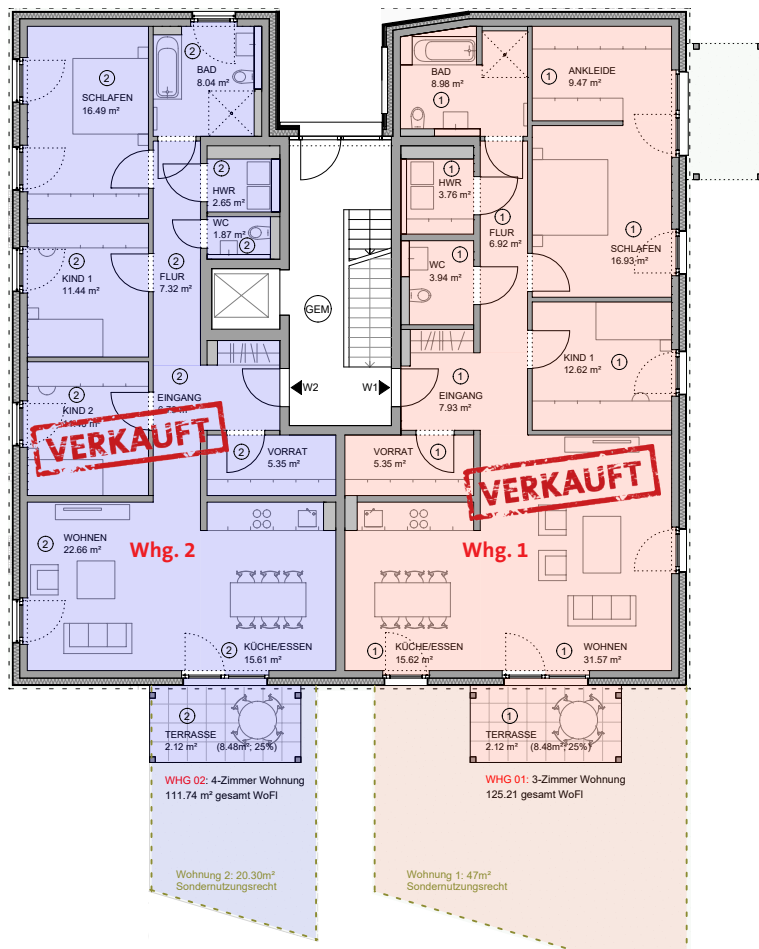 2
BAD
8.04 m²
2
SCHLAFEN
16.49 m²
2
HWR
2.65 m²
WC
1.87 m²
2
2
KIND 1
11.44 m²
2
FLUR
7.32 m²
2
KIND 2
2
EINGANG
VERKAUFT
2
VORRAT
5.35 m²
2
WOHNEN
22.66 m²
Whg. 2
2
KÜCHE/ESSEN
15.61 m²
GEM
W2
W1
BAD
8.98 m²
1
1
ANKLEIDE
9.47 m²
1
HWR
3.76 m²
1
FLUR
6.92 m²
1
SCHLAFEN
16.93 m²
1
WC
3.94 m²
KIND 1
12.62 m²
1
1
EINGANG
7.93 m²
VORRAT
5.35 m²
1
VERKAUFT
Whg. 1
1
KÜCHE/ESSEN
15.62 m²
1
WOHNEN
31.57 m²
2
TERRASSE
2.12 m² (8.48m²; 25%)
WHG 02: 4-Zimmer Wohnung
111.74 m² gesamt WoFl
Wohnung 2: 20.30m²
Sondernutzungsrecht
1
TERRASSE
2.12 m² (8.48m²; 25%)
WHG 01: 3-Zimmer Wohnung
125.21 gesamt WoFl
Wohnung 1: 47m²
Sondernutzungsrecht